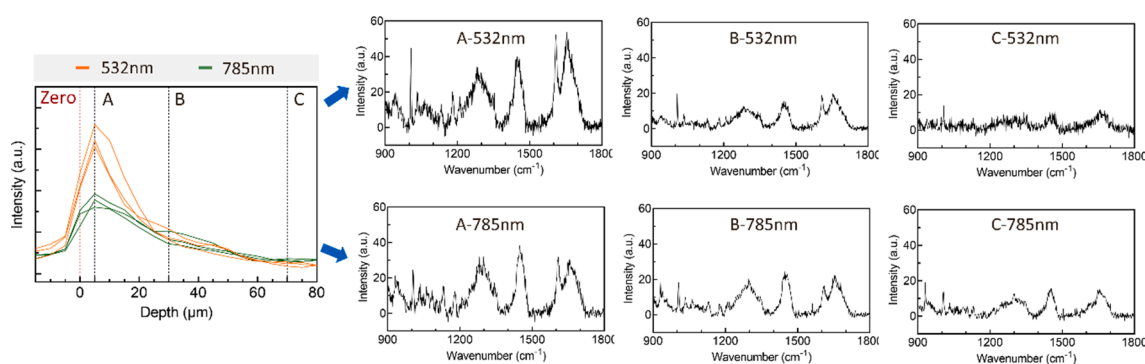 532nm 785nm
Zero A B C
Intensity (a.u.)
0 20 40 60 80
Depth (μm)
A-532nm
Intensity (a.u.)
60
40
20
0
900 1200 1500 1800
Wavenumber (cm⁻¹)
B-532nm
Intensity (a.u.)
60
40
20
0
900 1200 1500 1800
Wavenumber (cm⁻¹)
C-532nm
Intensity (a.u.)
60
40
20
0
900 1200 1500 1800
Wavenumber (cm⁻¹)
A-785nm
Intensity (a.u.)
60
40
20
0
900 1200 1500 1800
Wavenumber (cm⁻¹)
B-785nm
Intensity (a.u.)
60
40
20
0
900 1200 1500 1800
Wavenumber (cm⁻¹)
C-785nm
Intensity (a.u.)
60
40
20
0
900 1200 1500 1800
Wavenumber (cm⁻¹)